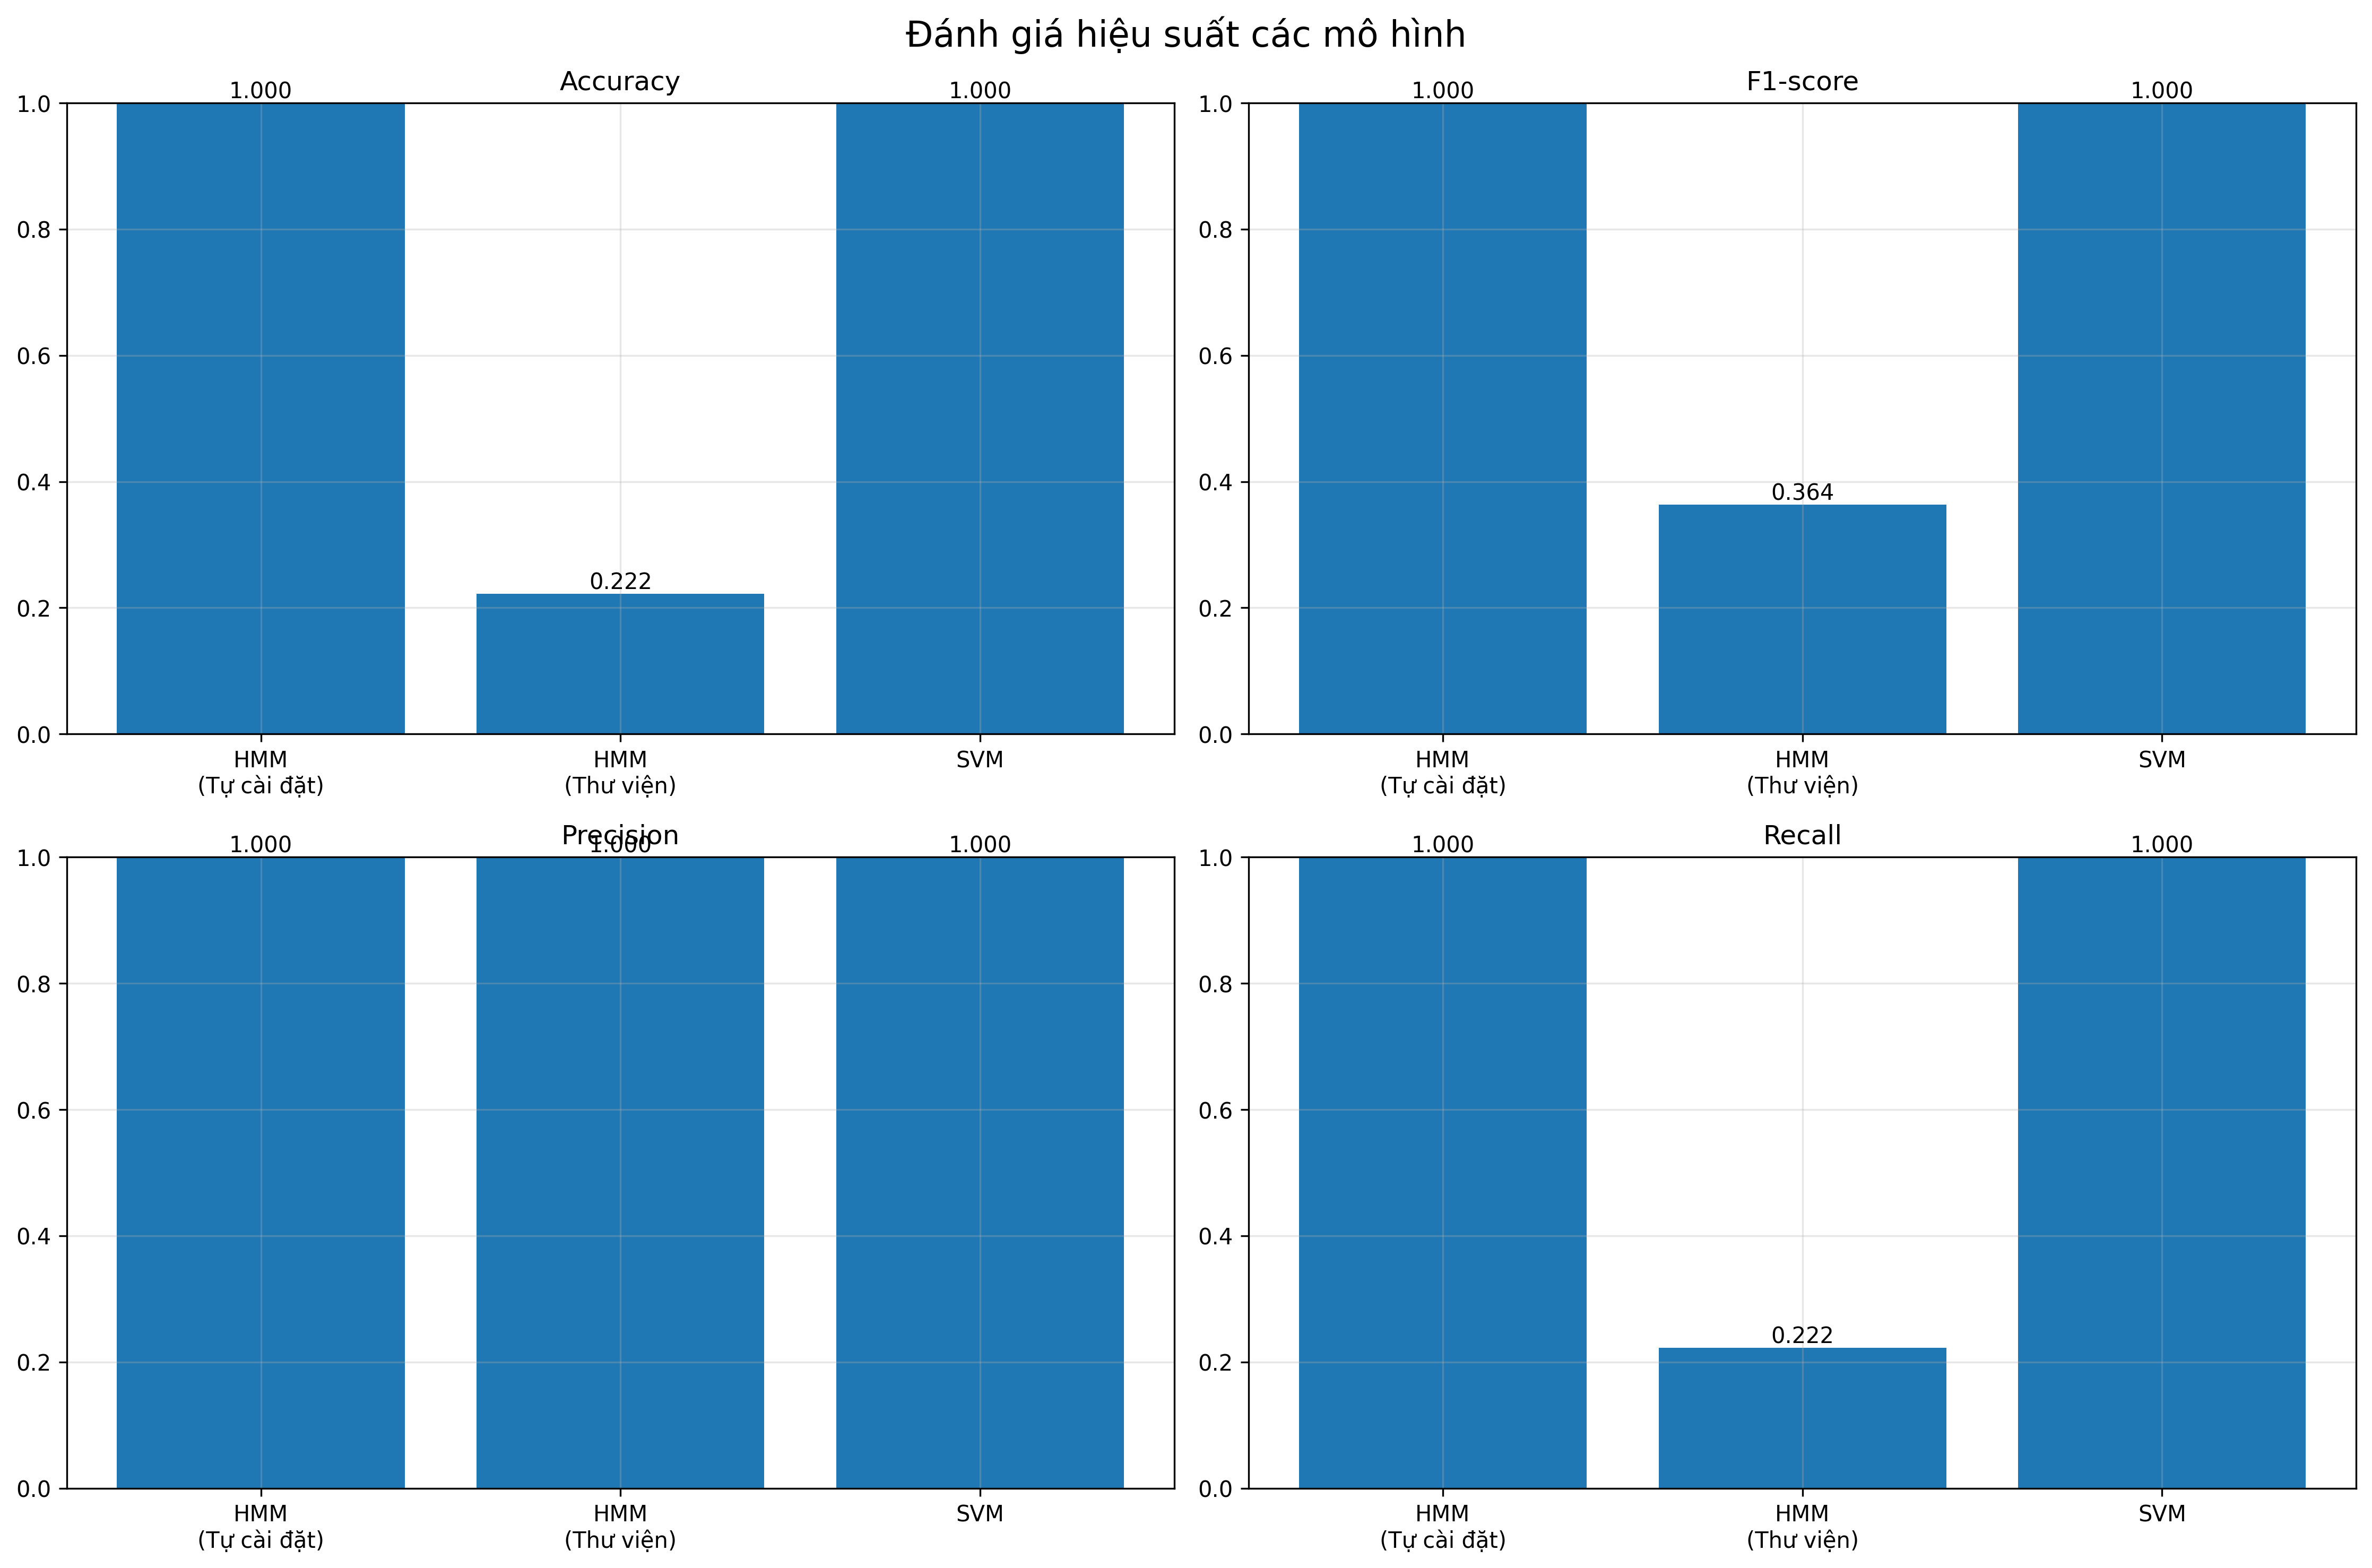 Đánh giá hiệu suất các mô hình
Accuracy
1.000
1.000
0.222
1.0
0.8
0.6
0.4
0.2
0.0
HMM
(Tự cài đặt)
HMM
(Thư viện)
SVM
F1-score
1.000
1.000
0.364
1.0
0.8
0.6
0.4
0.2
0.0
HMM
(Tự cài đặt)
HMM
(Thư viện)
SVM
Precision
1.000
1.000
1.000
1.0
0.8
0.6
0.4
0.2
0.0
HMM
(Tự cài đặt)
HMM
(Thư viện)
SVM
Recall
1.000
1.000
0.222
1.0
0.8
0.6
0.4
0.2
0.0
HMM
(Tự cài đặt)
HMM
(Thư viện)
SVM